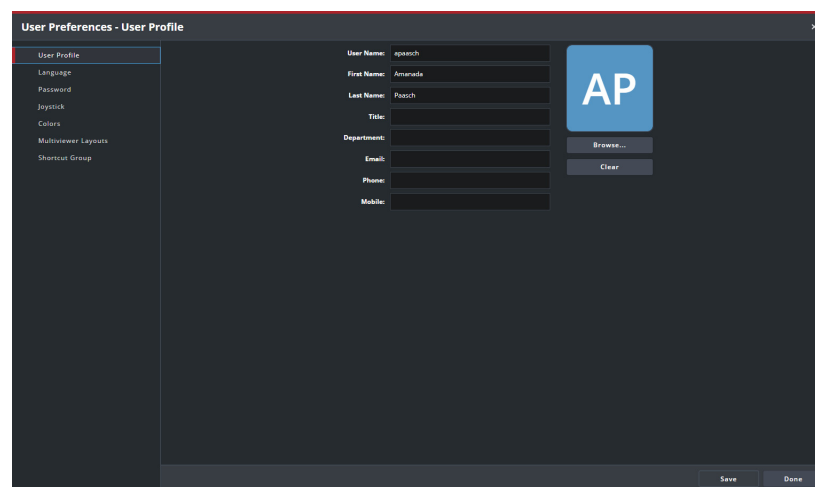 User Preferences - User Profile
User Profile
Language
Password
Joystick
Colors
Multiviewer Layouts
Shortcut Group
User Name: apaasch
First Name: Amanada
Last Name: Paasch
Title:
Department:
Email:
Phone:
Mobile:
AP
Browse...
Clear
Save Done